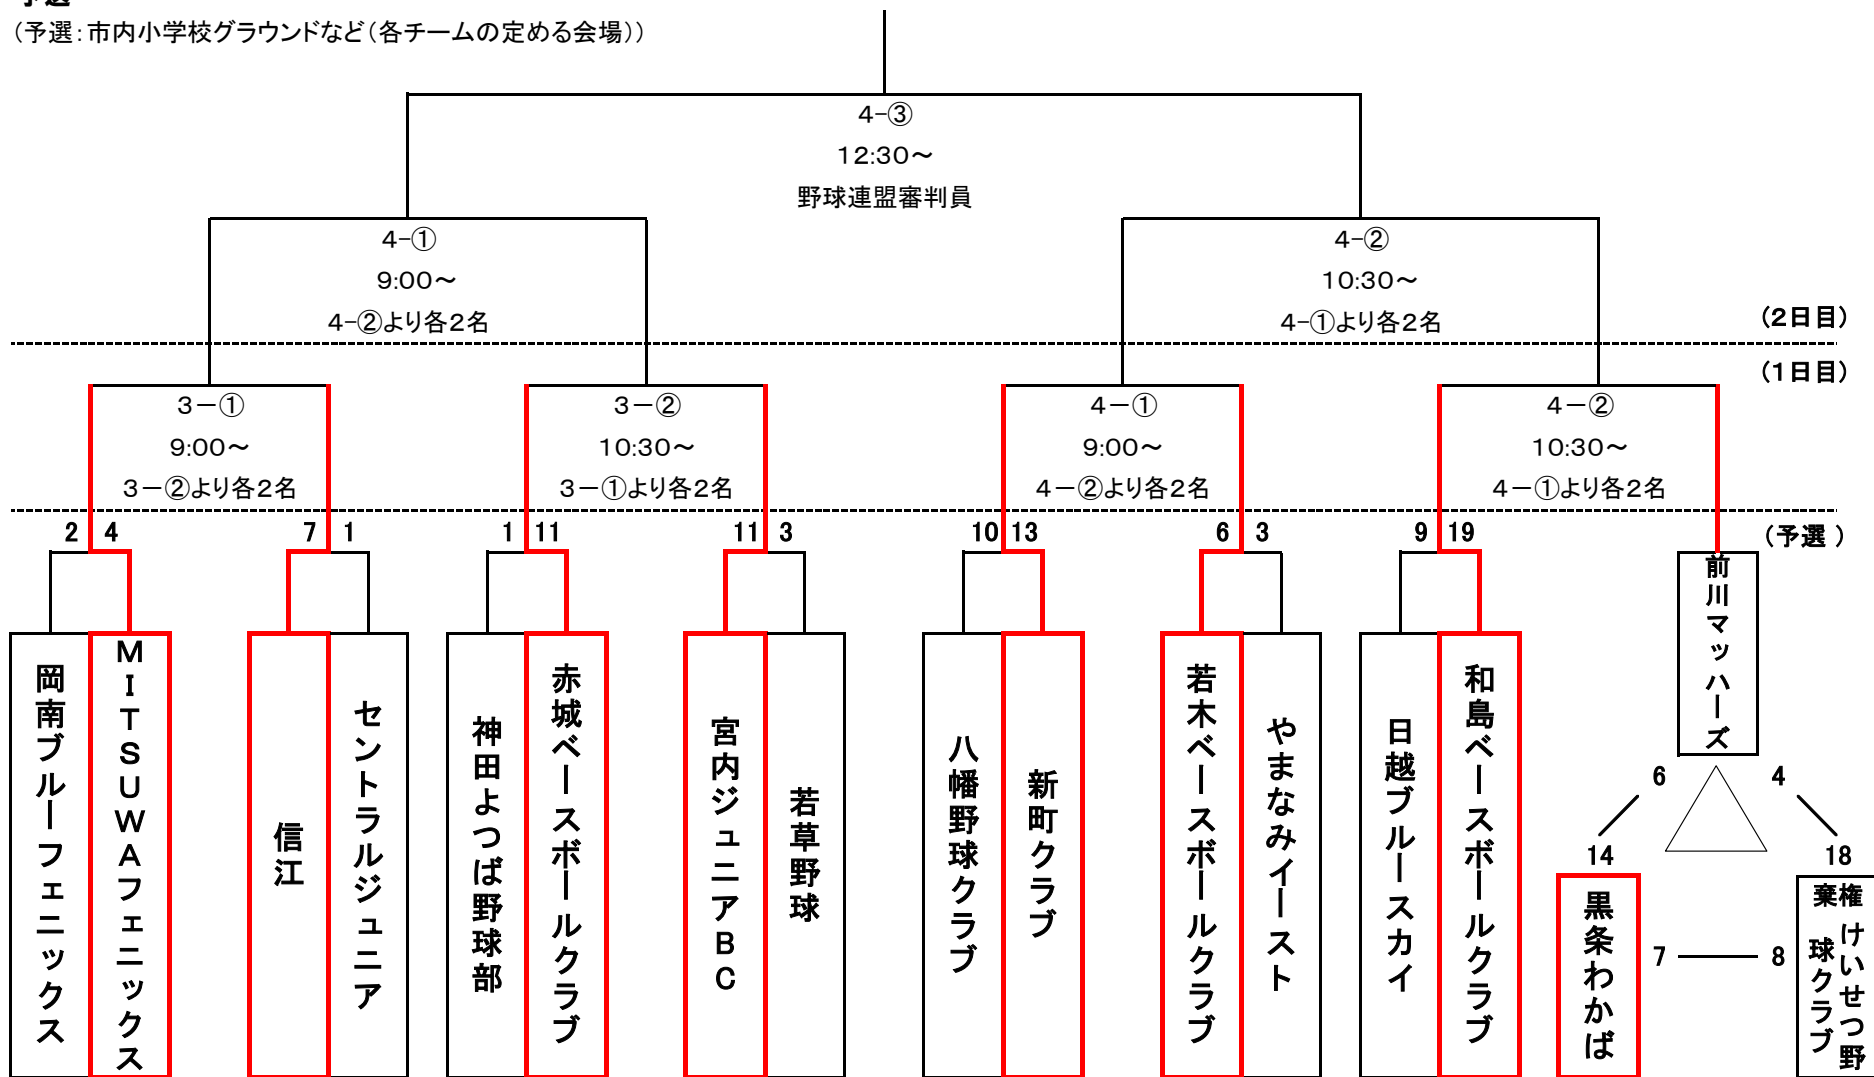 (予選：市内小学校グラウンドなど（各チームの定める会場）)
4-③
12:30～
野球連盟審判員
4-①
9:00～
4-②より各2名
4-②
10:30～
4-①より各2名
(2日目)
(1日目)
3－①
9:00～
3－②より各2名
3－②
10:30～
3－①より各2名
4－①
9:00～
4－②より各2名
4－②
10:30～
4－①より各2名
(予選 )
2 4
7 1
1 11
11 3
10 13
6 3
9 19
岡南ブルーフェニックス
MITSUWAフェニックス
信江
セントラルジュニア
神田よつば野球部
赤城ベースボールクラブ
宮内ジュニアBC
若草野球
八幡野球クラブ
新町クラブ
若木ベースボールクラブ
やまなみイースト
日越ブルースカイ
和島ベースボールクラブ
前川マッハーズ
6 4
14 18
7 8
黒条わかば
棄権
けいせつ野
球クラブ